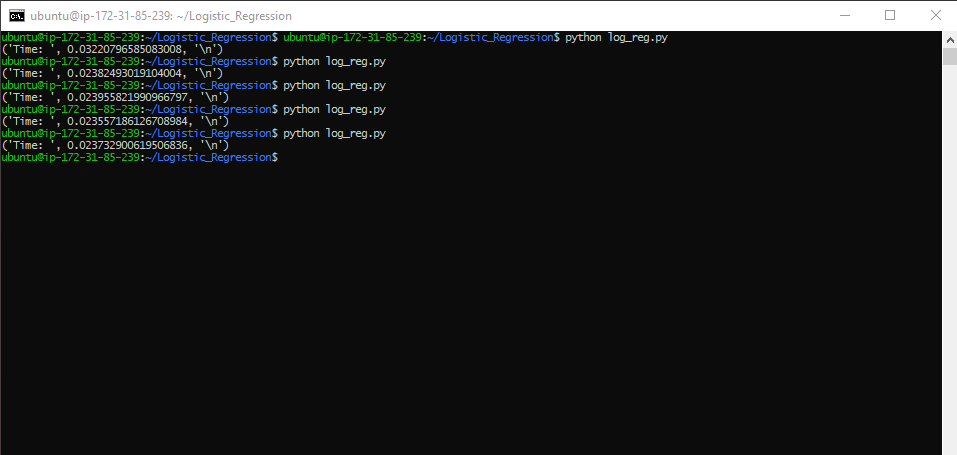 ubuntu@ip-172-31-85-239: ~/Logistic_Regression
ubuntu@ip-172-31-85-239:~/Logistic_Regression$ ubuntu@ip-172-31-85-239:~/Logistic_Regression$ python log_reg.py
('Time: ', 0.03220796585083008, '\n')
ubuntu@ip-172-31-85-239:~/Logistic_Regression$ python log_reg.py
('Time: ', 0.02382493019104004, '\n')
ubuntu@ip-172-31-85-239:~/Logistic_Regression$ python log_reg.py
('Time: ', 0.023955821990966797, '\n')
ubuntu@ip-172-31-85-239:~/Logistic_Regression$ python log_reg.py
('Time: ', 0.023557186126708984, '\n')
ubuntu@ip-172-31-85-239:~/Logistic_Regression$ python log_reg.py
('Time: ', 0.023732900619506836, '\n')
ubuntu@ip-172-31-85-239:~/Logistic_Regression$